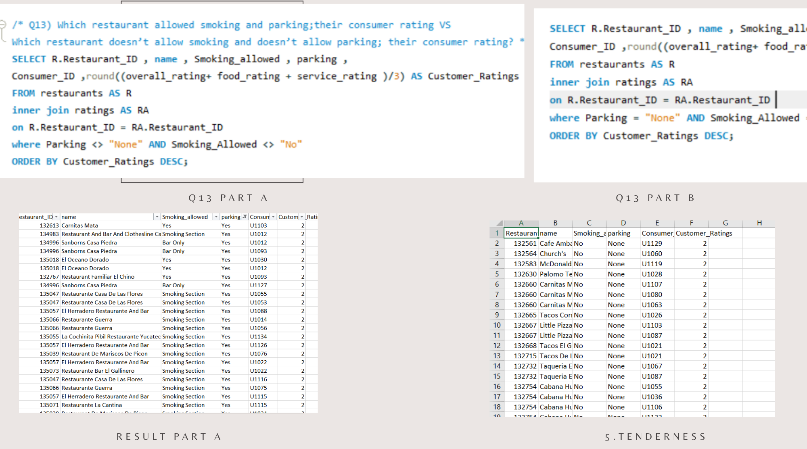 /* Q13) Which restaurant allowed smoking and parking;their consumer rating VS
Which restaurant doesn't allow smoking and doesn't allow parking; their consumer rating? *
SELECT R.Restaurant_ID , name , Smoking_allowed , parking ,
Consumer_ID ,round((overall_rating+ food_rating + service_rating )/3) AS Customer_Ratings
FROM restaurants AS R
inner join ratings AS RA
on R.Restaurant_ID = RA.Restaurant_ID
where Parking <> "None" AND Smoking_Allowed <> "No"
ORDER BY Customer_Ratings DESC;
SELECT R.Restaurant_ID , name , Smoking_all
Consumer_ID ,round((overall_rating+ food_ra
FROM restaurants AS R
inner join ratings AS RA
on R.Restaurant_ID = RA.Restaurant_ID
where Parking = "None" AND Smoking_Allowed
ORDER BY Customer_Ratings DESC;
Q13 PART A
Q13 PART B
estaurant_ID name Smoking_allowed parking Consum Custom _Rati
132613 Carnitas Mata Yes Yes U1103 2
134983 Restaurant And Bar And Clothesline Ca Smoking Section Yes U1012 2
134996 Sanborns Casa Piedra Bar Only Yes U1012 2
134996 Sanborns Casa Piedra Bar Only Yes U1093 2
135018 El Oceano Dorado Yes Yes U1030 2
135018 El Oceano Dorado Yes Yes U1012 2
132767 Restaurant Familiar El Chino Yes Yes U1093 2
134996 Sanborns Casa Piedra Bar Only Yes U1127 2
135047 Restaurante Casa De Las Flores Smoking Section Yes U1055 2
135047 Restaurante Casa De Las Flores Smoking Section Yes U1053 2
135057 El Herradero Restaurante And Bar Smoking Section Yes U1088 2
135066 Restaurante Guerra Smoking Section Yes U1014 2
135066 Restaurante Guerra Smoking Section Yes U1056 2
135055 La Cochinita Pibil Restaurante Yucatec Smoking Section Yes U1134 2
135057 El Herradero Restaurante And Bar Smoking Section Yes U1126 2
135039 Restaurant De Mariscos De Picon Smoking Section Yes U1076 2
135057 El Herradero Restaurante And Bar Smoking Section Yes U1022 2
135073 Restaurante Bar El Gallinero Smoking Section Yes U1022 2
135047 Restaurante Casa De Las Flores Smoking Section Yes U1116 2
135066 Restaurante Guerra Smoking Section Yes U1075 2
135057 El Herradero Restaurante And Bar Smoking Section Yes U1115 2
135071 Restaurante La Cantina Smoking Section Yes U1115 2
A B C D E F G H
1 Restauran name Smoking_a parking Consumer_ Customer_Ratings
2 132561 Cafe Amba No None U1129 2
3 132564 Church's No None U1060 2
4 132583 McDonald No None U1119 2
5 132630 Palomo Te No None U1028 2
6 132660 Carnitas M No None U1107 2
7 132660 Carnitas M No None U1080 2
8 132660 Carnitas M No None U1063 2
9 132665 Tacos Cor No None U1026 2
10 132667 Little Pizza No None U1103 2
11 132667 Little Pizza No None U1087 2
12 132668 Tacos El G No None U1021 2
13 132715 Tacos De No None U1021 2
14 132732 Taqueria E No None U1067 2
15 132732 Taqueria E No None U1087 2
16 132754 Cabana Hu No None U1055 2
17 132754 Cabana Hu No None U1036 2
18 132754 Cabana Hu No None U1106 2
RESULT PART A
5.TENDERNESS